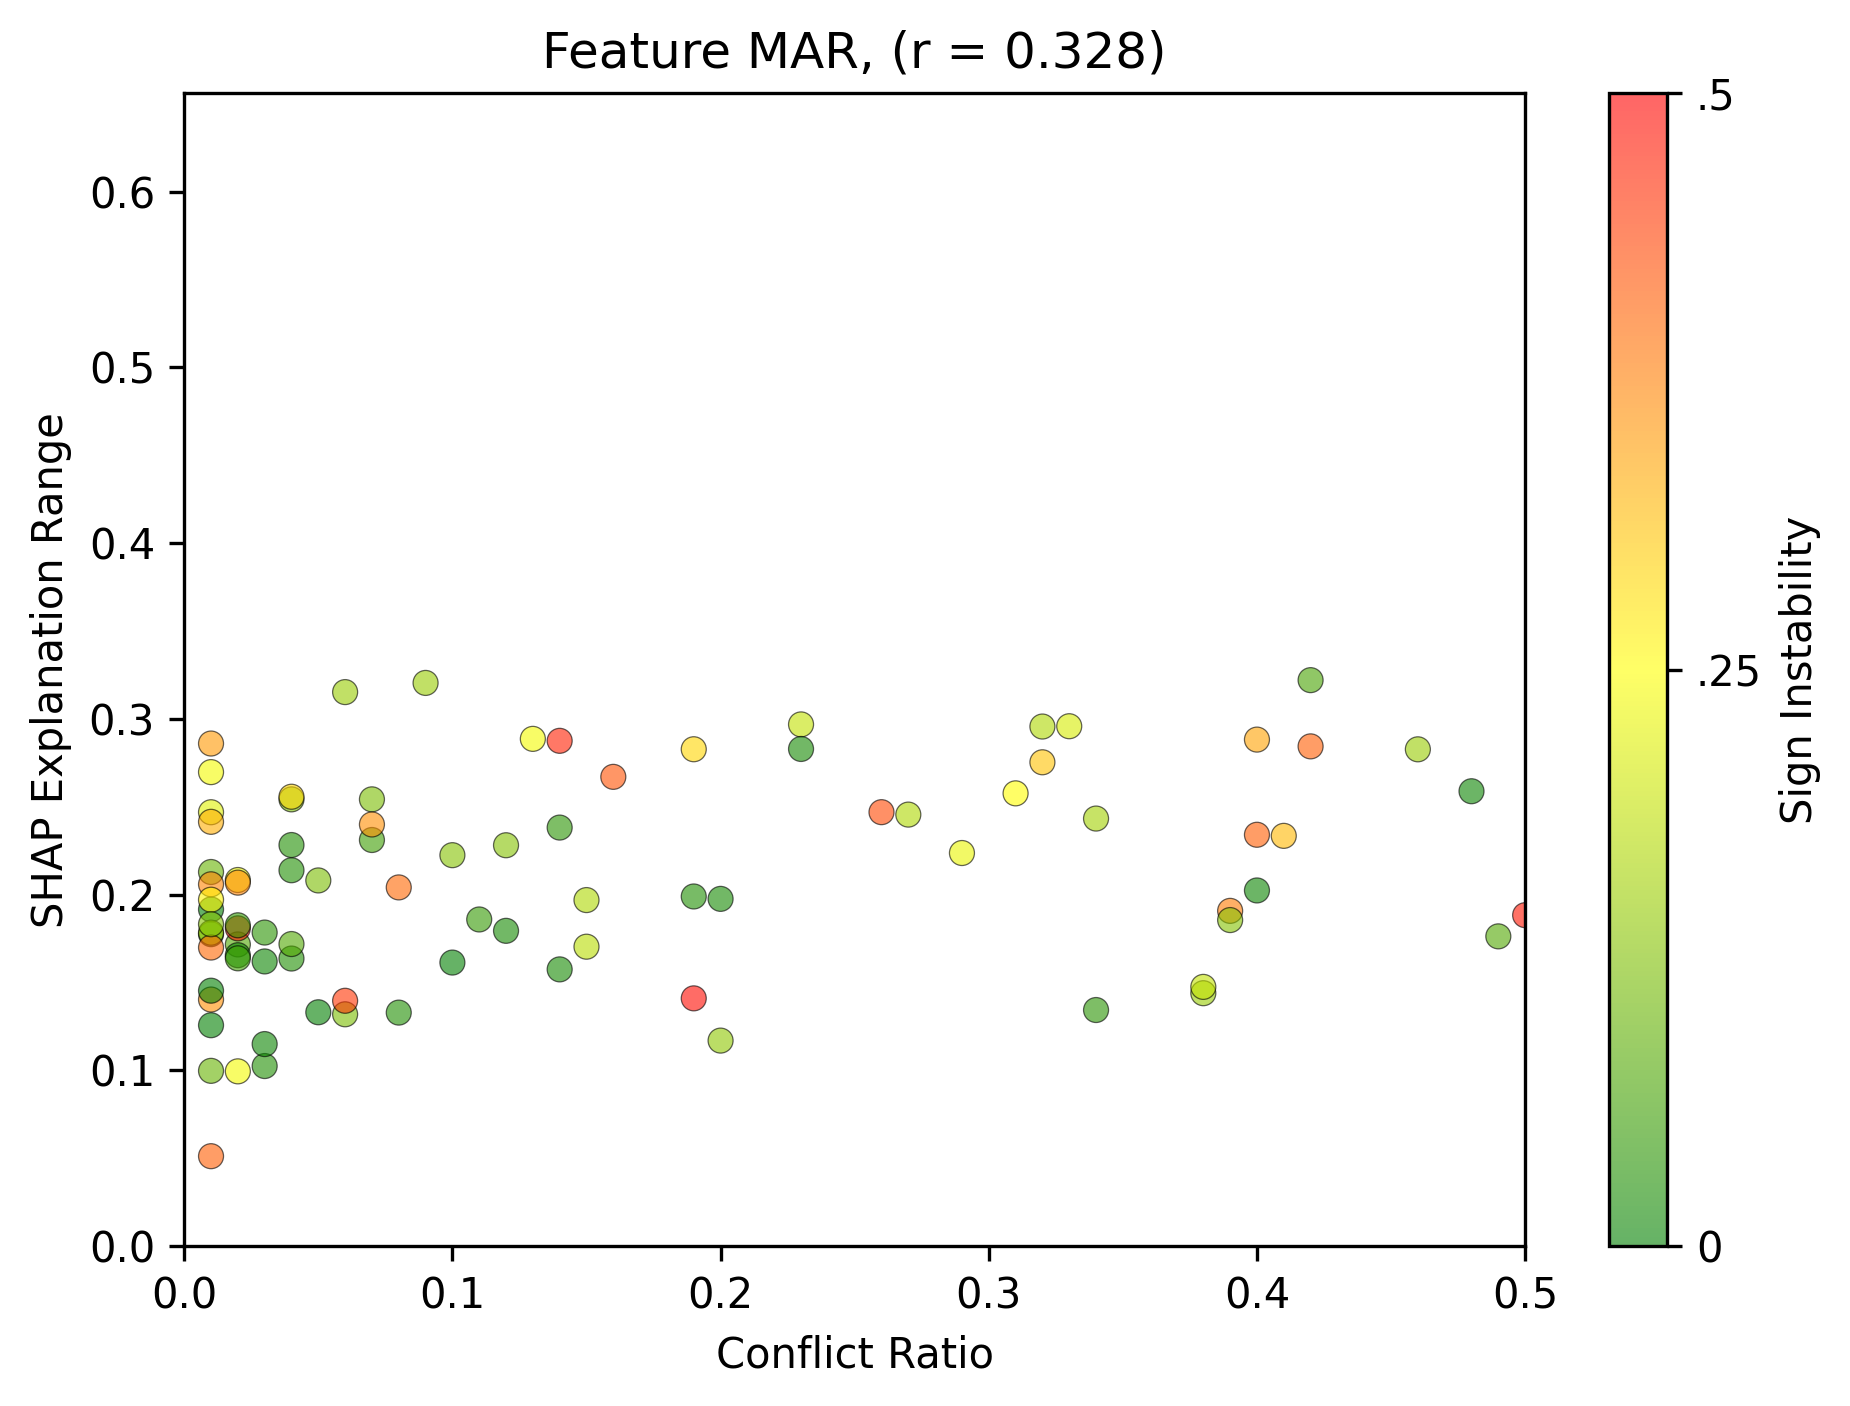 Feature MAR, (r = 0.328)
SHAP Explanation Range
0.6
0.5
0.4
0.3
0.2
0.1
0.0
0.0 0.1 0.2 0.3 0.4 0.5
Conflict Ratio
.5
.25
0
Sign Instability